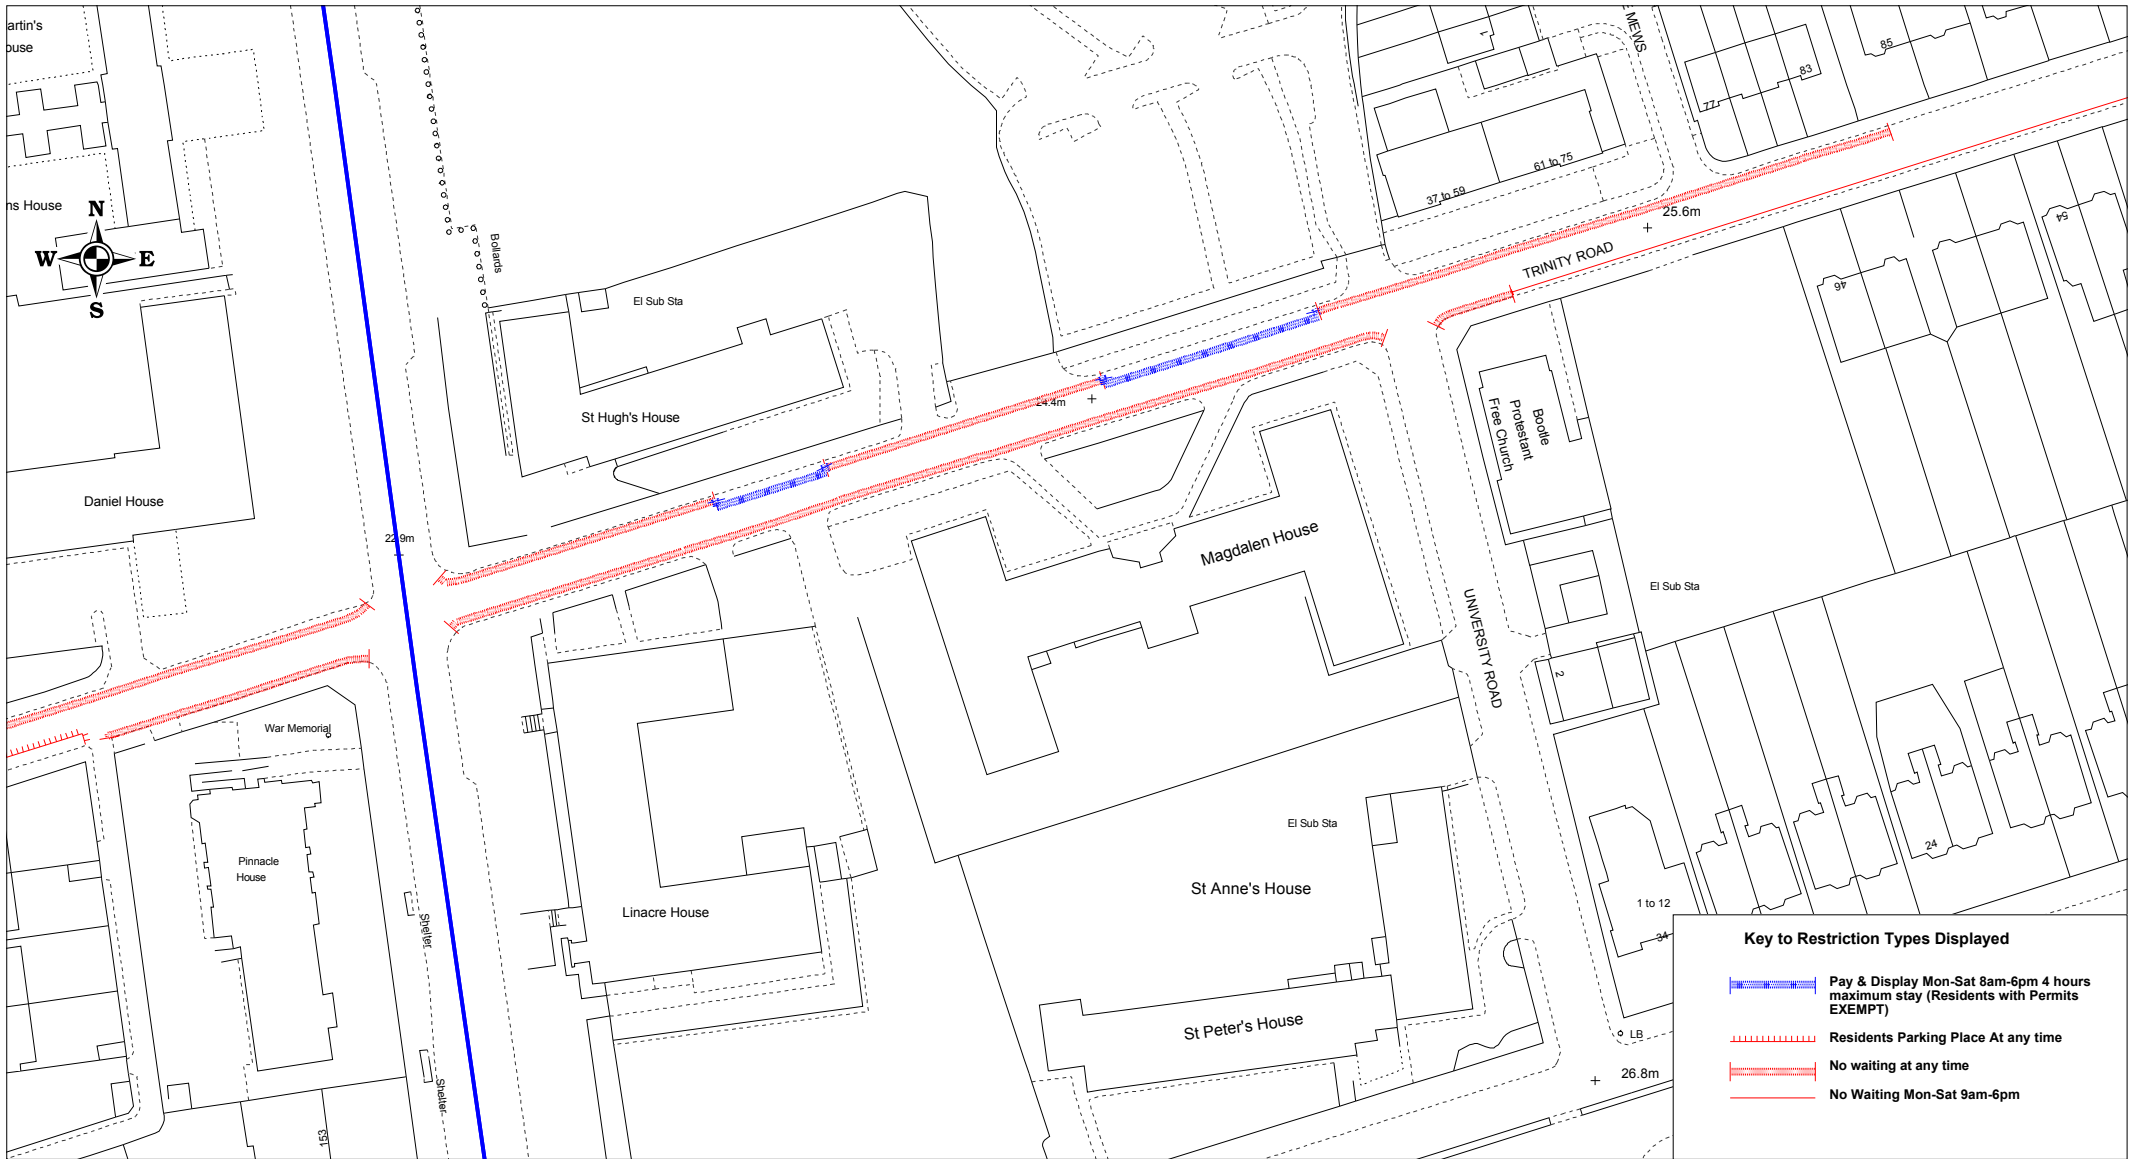 artin's
ouse
ns House
N
W E
S
Daniel House
22.9m
Bollards
El Sub Sta
St Hugh's House
24.4m
MEWS
1
85
83
77
61 to 75
37 to 59
25.6m
TRINITY ROAD
54
46
Bootle
Protestant
Free Church
Magdalen House
UNIVERSITY ROAD
El Sub Sta
2
War Memorial
Pinnacle
House
Shelter
Shelter
153
Linacre House
El Sub Sta
St Anne's House
St Peter's House
24
1 to 12
34
LB
26.8m
Key to Restriction Types Displayed
Pay & Display Mon-Sat 8am-6pm 4 hours
maximum stay (Residents with Permits
EXEMPT)
Residents Parking Place At any time
No waiting at any time
No Waiting Mon-Sat 9am-6pm